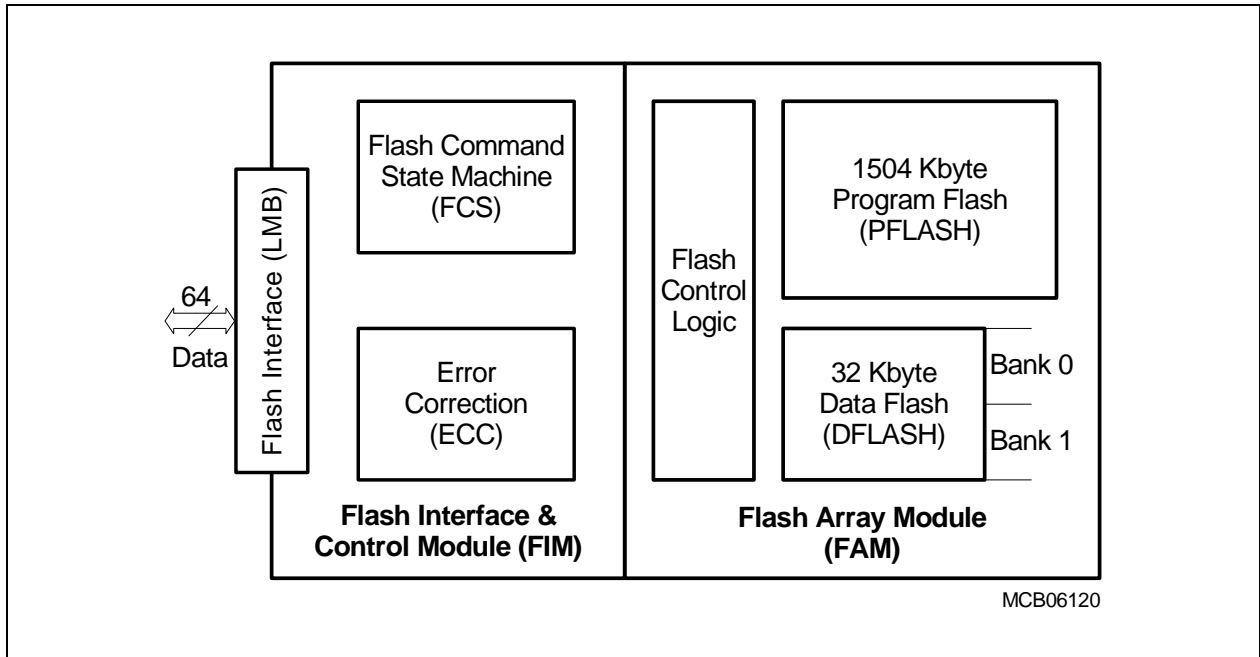 Flash Interface (LMB)
64
Data
Flash Command
State Machine
(FCS)
Error
Correction
(ECC)
Flash Interface &
Control Module (FIM)
Flash
Control
Logic
1504 Kbyte
Program Flash
(PFLASH)
32 Kbyte
Data Flash
(DFLASH)
Bank 0
Bank 1
Flash Array Module
(FAM)
MCB06120